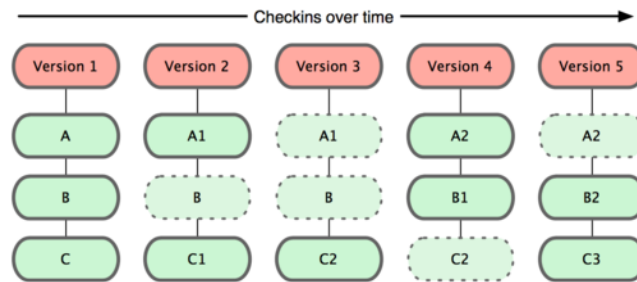 Checkins over time
Version 1 Version 2 Version 3 Version 4 Version 5
A A1 A1 A2 A2
B B B B1 B2
C C1 C2 C2 C3